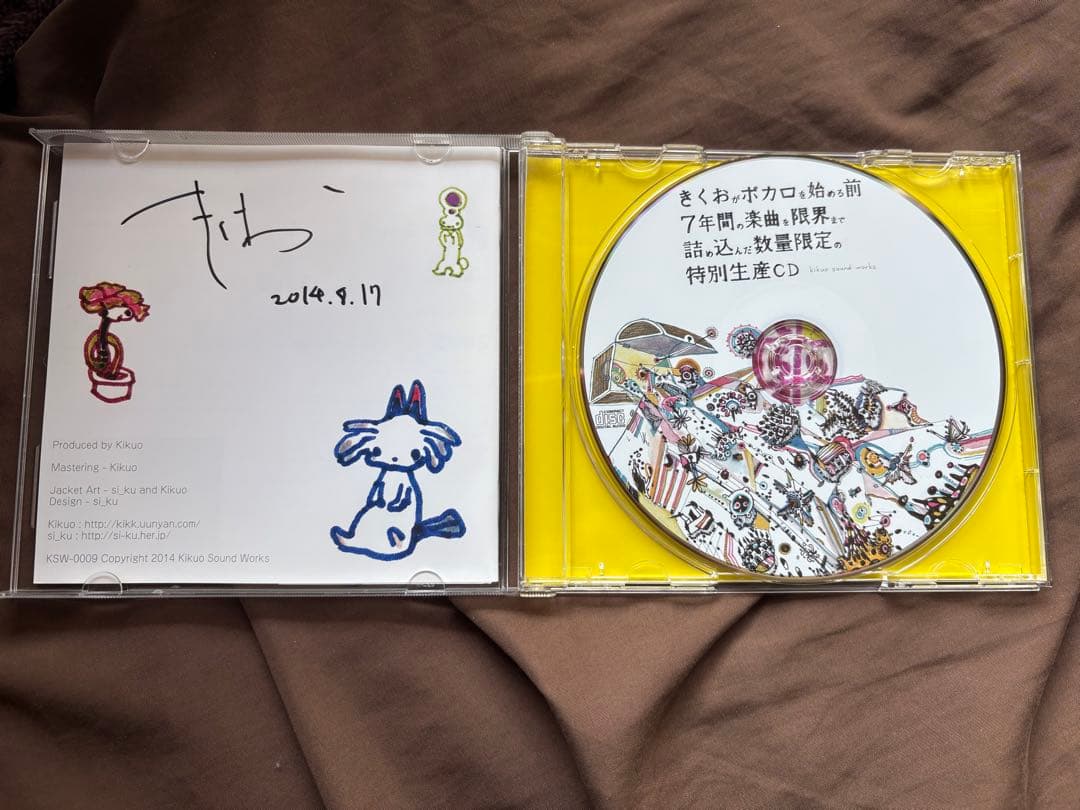 きくお
2014.8.17
Produced by Kikuo
Mastering - Kikuo
Jacket Art - si_ku and Kikuo
Design - si_ku
Kikuo : http://kikk.uunyan.com/
si_ku : http://si-ku.her.jp/
KSW-0009 Copyright 2014 Kikuo Sound Works
きくおがボカロを始める前
7年間の楽曲を限界まで
詰め込んだ数量限定の
特別生産CD kikuo sound works
disc